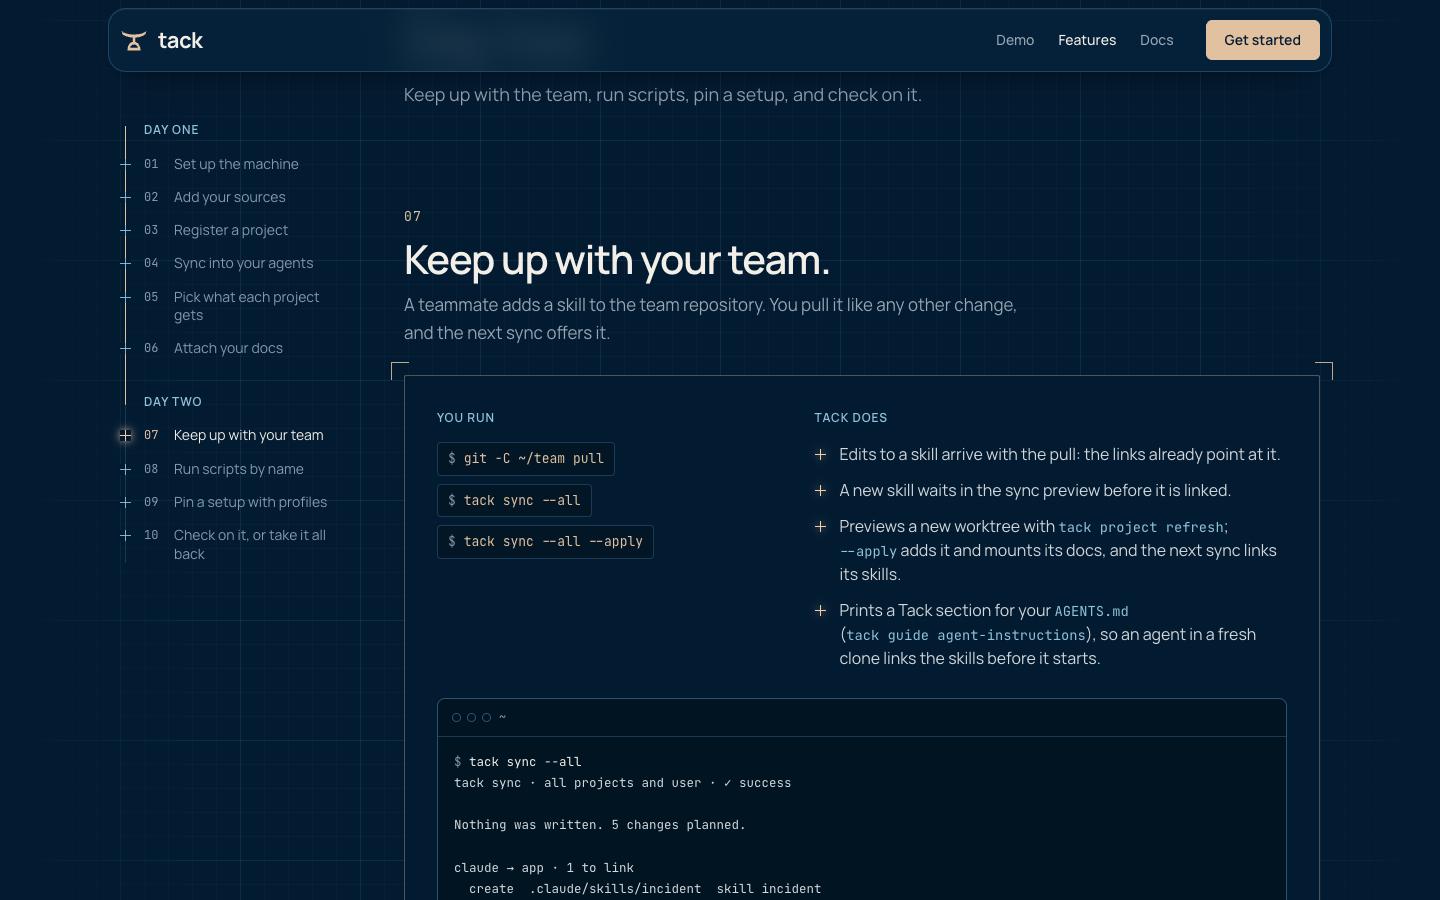 tack
Demo
Features
Docs
Get started
Keep up with the team, run scripts, pin a setup, and check on it.
DAY ONE
01 Set up the machine
02 Add your sources
03 Register a project
04 Sync into your agents
05 Pick what each project
gets
06 Attach your docs
DAY TWO
07 Keep up with your team
08 Run scripts by name
09 Pin a setup with profiles
10 Check on it, or take it all
back
07
Keep up with your team.
A teammate adds a skill to the team repository. You pull it like any other change,
and the next sync offers it.
YOU RUN
$ git -C ~/team pull
$ tack sync --all
$ tack sync --all --apply
TACK DOES
Edits to a skill arrive with the pull: the links already point at it.
A new skill waits in the sync preview before it is linked.
Previews a new worktree with tack project refresh;
--apply adds it and mounts its docs, and the next sync links
its skills.
Prints a Tack section for your AGENTS.md
(tack guide agent-instructions), so an agent in a fresh
clone links the skills before it starts.
~
$ tack sync --all
tack sync · all projects and user · ✓ success
Nothing was written. 5 changes planned.
claude → app · 1 to link
create .claude/skills/incident skill incident